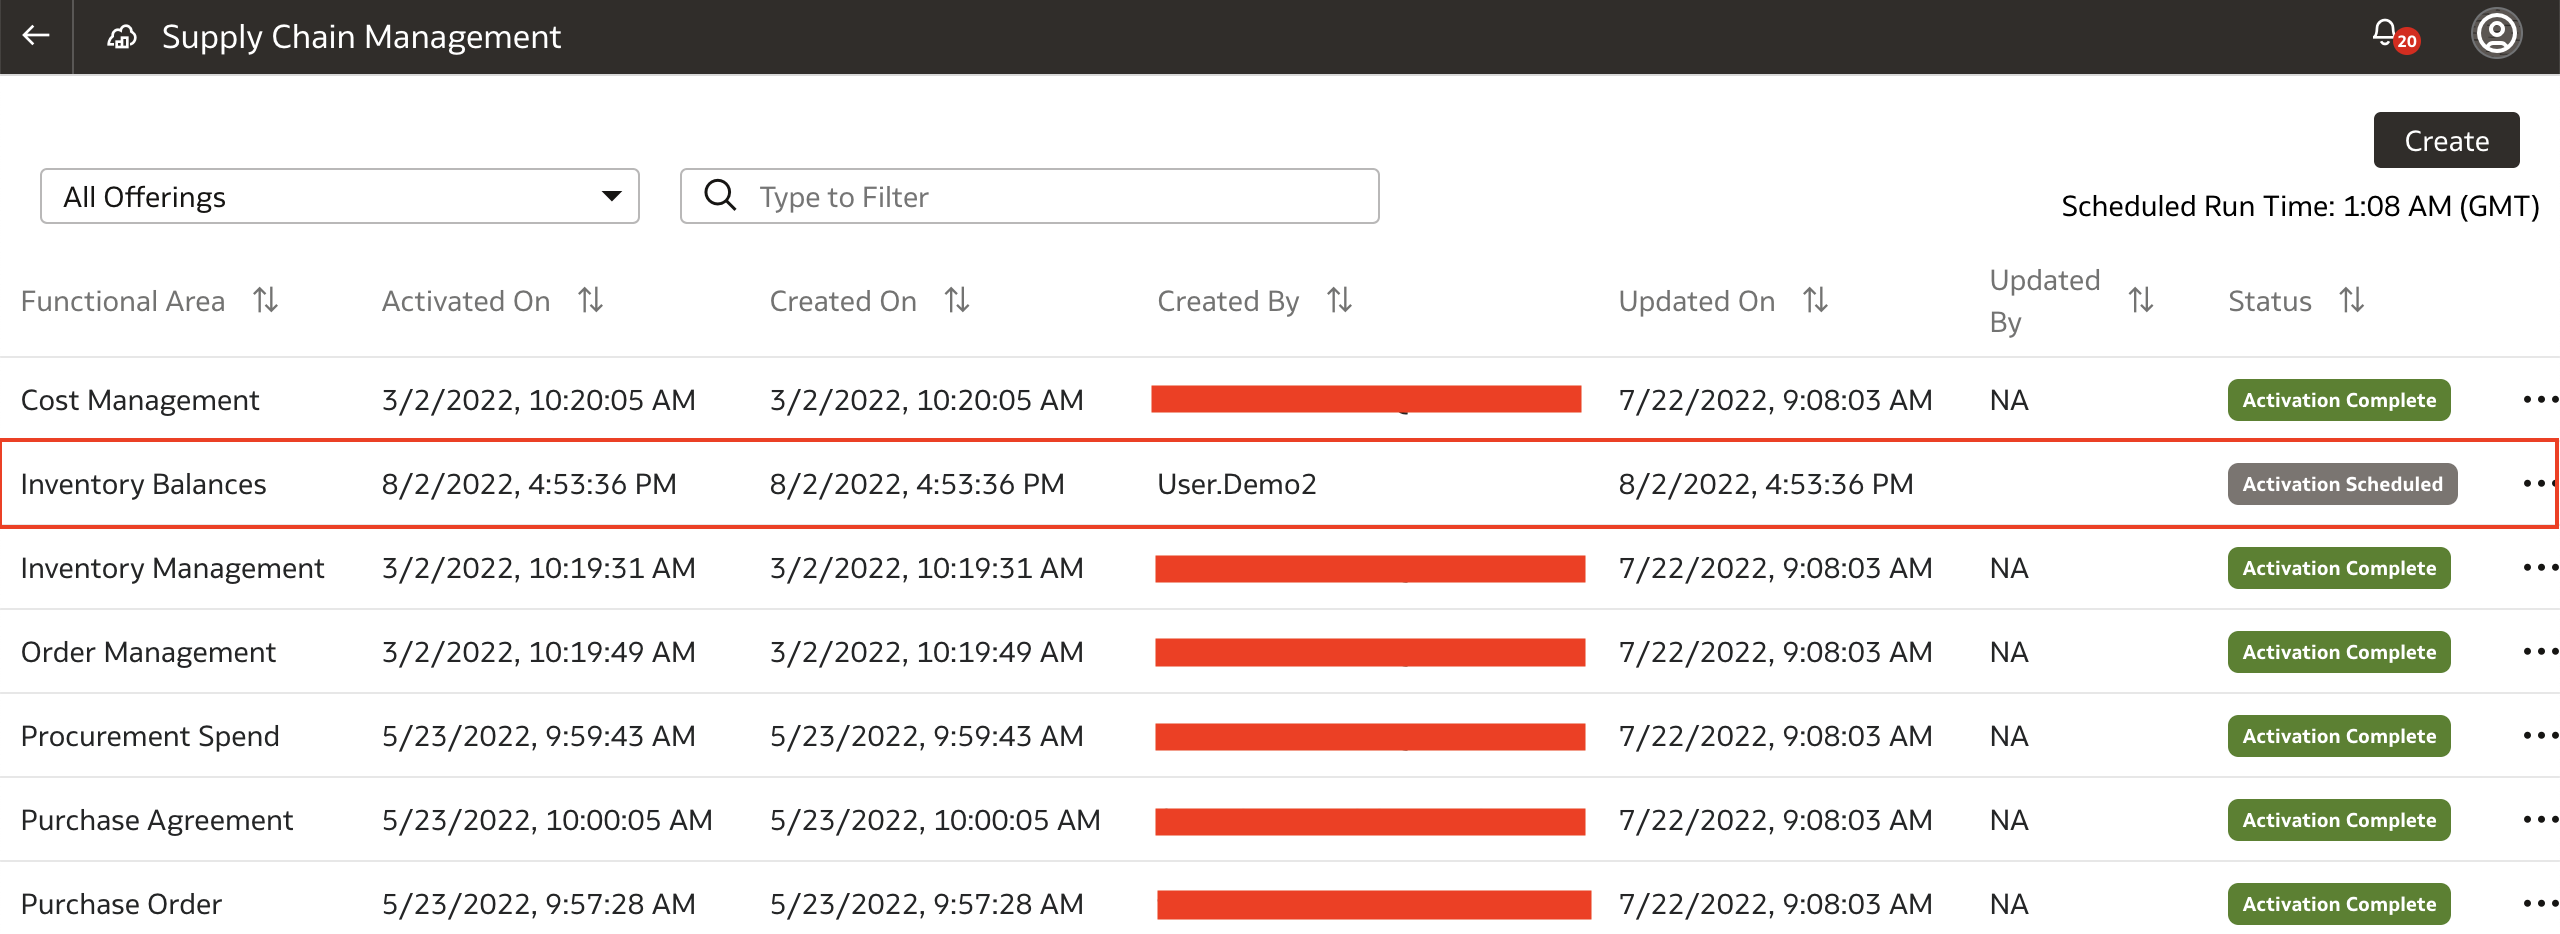 Supply Chain Management
20
Create
All Offerings
Type to Filter
Scheduled Run Time: 1:08 AM (GMT)
Functional Area Activated On Created On Created By Updated On Updated By Status
Cost Management 3/2/2022, 10:20:05 AM 3/2/2022, 10:20:05 AM 7/22/2022, 9:08:03 AM NA Activation Complete
Inventory Balances 8/2/2022, 4:53:36 PM 8/2/2022, 4:53:36 PM User.Demo2 8/2/2022, 4:53:36 PM Activation Scheduled
Inventory Management 3/2/2022, 10:19:31 AM 3/2/2022, 10:19:31 AM 7/22/2022, 9:08:03 AM NA Activation Complete
Order Management 3/2/2022, 10:19:49 AM 3/2/2022, 10:19:49 AM 7/22/2022, 9:08:03 AM NA Activation Complete
Procurement Spend 5/23/2022, 9:59:43 AM 5/23/2022, 9:59:43 AM 7/22/2022, 9:08:03 AM NA Activation Complete
Purchase Agreement 5/23/2022, 10:00:05 AM 5/23/2022, 10:00:05 AM 7/22/2022, 9:08:03 AM NA Activation Complete
Purchase Order 5/23/2022, 9:57:28 AM 5/23/2022, 9:57:28 AM 7/22/2022, 9:08:03 AM NA Activation Complete